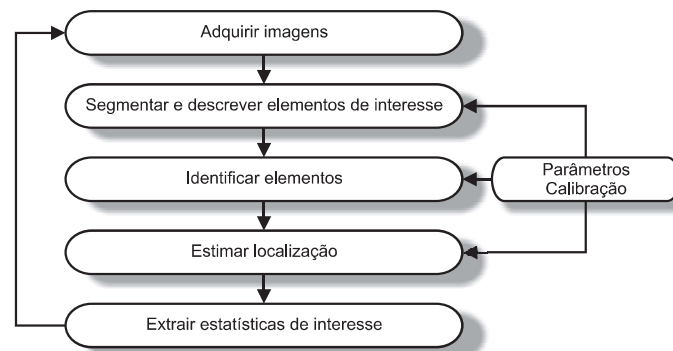 Adquirir imagens
Segmentar e descrever elementos de interesse
Identificar elementos
Parâmetros
Calibração
Estimar localização
Extrair estatísticas de interesse